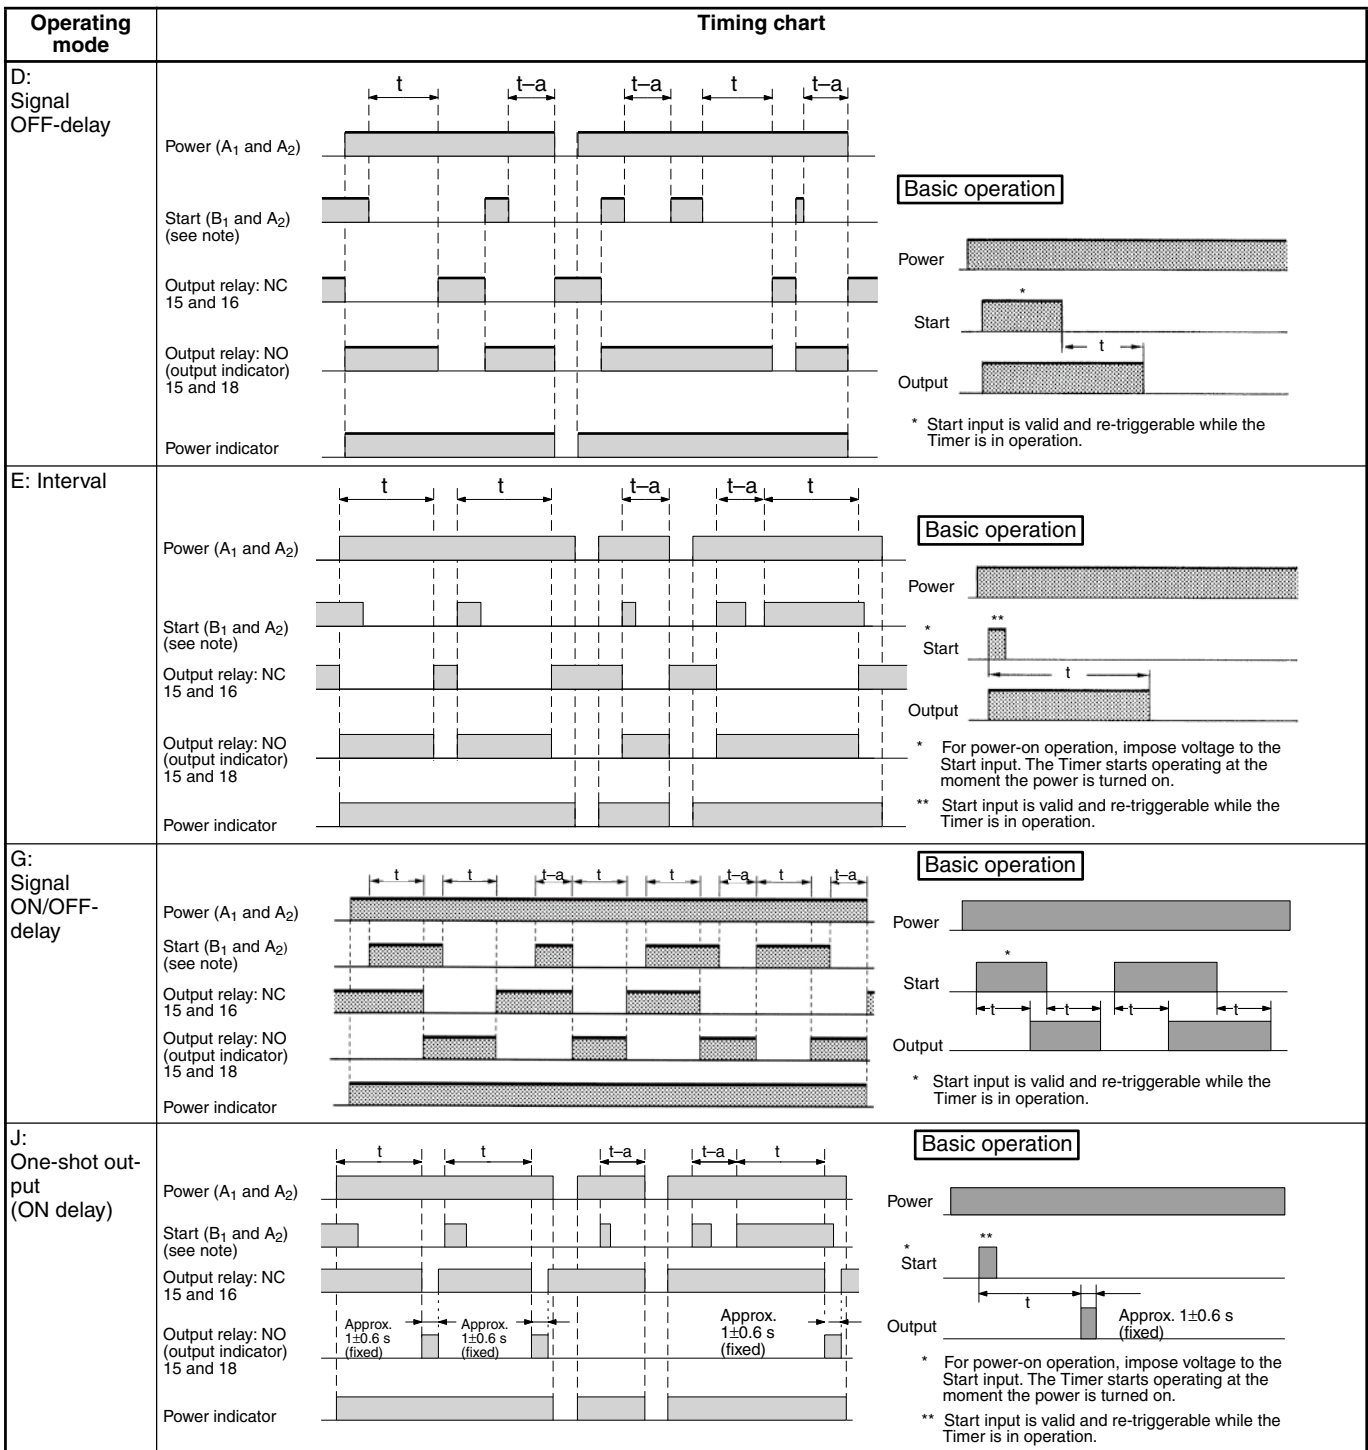 Operating mode
Timing chart
D:
Signal
OFF-delay
t
t–a
t–a
t
t–a
Power (A1 and A2)
Start (B1 and A2)
(see note)
Output relay: NC
15 and 16
Output relay: NO
(output indicator)
15 and 18
Power indicator
Basic operation
Power
*
Start
t
Output
* Start input is valid and re-triggerable while the
Timer is in operation.
E: Interval
t
t
t–a
t–a
t
Power (A1 and A2)
Start (B1 and A2)
(see note)
Output relay: NC
15 and 16
Output relay: NO
(output indicator)
15 and 18
Power indicator
Basic operation
Power
*
**
Start
t
Output
* For power-on operation, impose voltage to the
Start input. The Timer starts operating at the
moment the power is turned on.
** Start input is valid and re-triggerable while the
Timer is in operation.
G:
Signal
ON/OFF-
delay
t
t
t–a
t
t
t–a
t
t–a
Power (A1 and A2)
Start (B1 and A2)
(see note)
Output relay: NC
15 and 16
Output relay: NO
(output indicator)
15 and 18
Power indicator
Basic operation
Power
*
Start
t
t
t
t
Output
* Start input is valid and re-triggerable while the
Timer is in operation.
J:
One-shot out-
put
(ON delay)
t
t
t–a
t–a
t
Power (A1 and A2)
Start (B1 and A2)
(see note)
Output relay: NC
15 and 16
Approx.
1±0.6 s
(fixed)
Approx.
1±0.6 s
(fixed)
Approx.
1±0.6 s
(fixed)
Output relay: NO
(output indicator)
15 and 18
Power indicator
Basic operation
Power
*
**
Start
t
Approx. 1±0.6 s
(fixed)
Output
* For power-on operation, impose voltage to the
Start input. The Timer starts operating at the
moment the power is turned on.
** Start input is valid and re-triggerable while the
Timer is in operation.